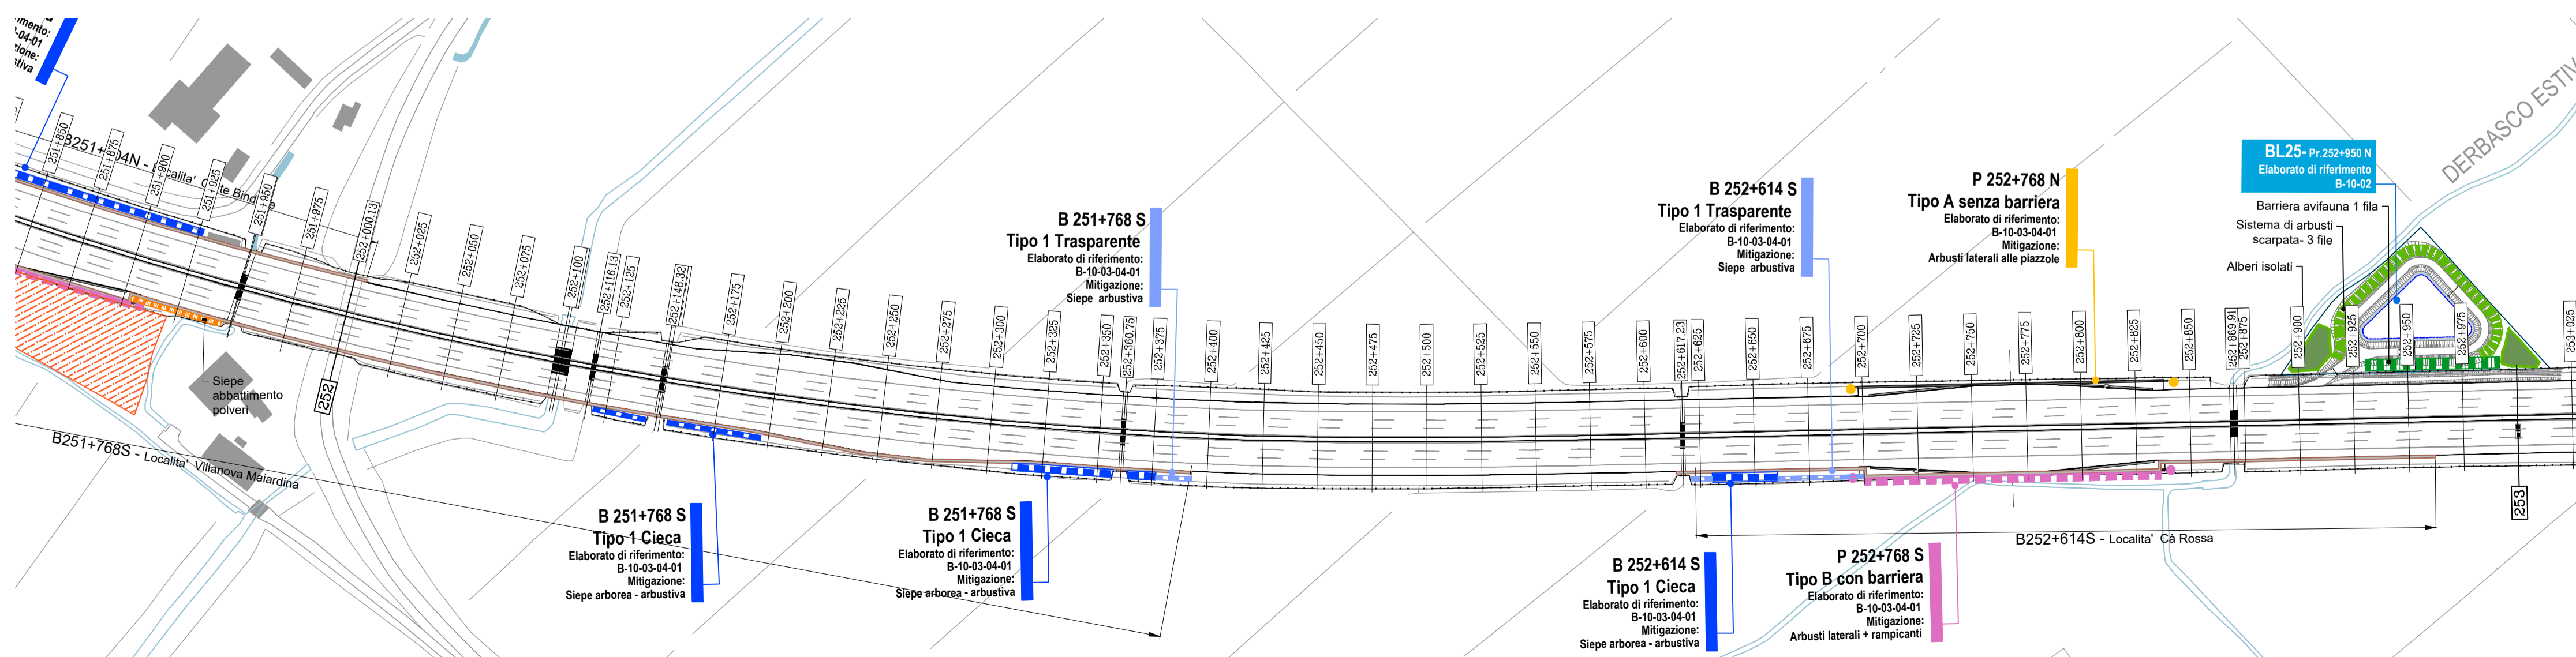 imento:
-04-01
zione:
stiva
251+850
251+875
251+900
251+925
251+950
251+975
252+000.13
252+025
252+050
252+075
252+100
252+116.13
252+125
252+148.32
252+175
252+200
252+225
252+250
252+275
252+300
252+325
252+350
252+360.75
252+375
252+400
252+425
252+450
252+475
252+500
252+525
252+550
252+575
252+600
252+617.23
252+625
252+650
252+675
252+700
252+725
252+750
252+775
252+800
252+825
252+850
252+869.91
252+875
252+900
252+925
252+950
252+975
253+025
252
253
Siepe
abbattimento
polveri
B251+768S - Localita' Villanova Maiardina
B 251+768 S
Tipo 1 Cieca
Elaborato di riferimento:
B-10-03-04-01
Mitigazione:
Siepe arborea - arbustiva
B 251+768 S
Tipo 1 Cieca
Elaborato di riferimento:
B-10-03-04-01
Mitigazione:
Siepe arborea - arbustiva
B 251+768 S
Tipo 1 Trasparente
Elaborato di riferimento:
B-10-03-04-01
Mitigazione:
Siepe arbustiva
B 252+614 S
Tipo 1 Trasparente
Elaborato di riferimento:
B-10-03-04-01
Mitigazione:
Siepe arbustiva
P 252+768 N
Tipo A senza barriera
Elaborato di riferimento:
B-10-03-04-01
Mitigazione:
Arbusti laterali alle piazzole
BL25- Pr.252+950 N
Elaborato di riferimento
B-10-02
Barriera avifauna 1 fila
Sistema di arbusti
scarpata- 3 file
Alberi isolati
DERBASCO ESTIV
B252+614S - Localita' Cà Rossa
B 252+614 S
Tipo 1 Cieca
Elaborato di riferimento:
B-10-03-04-01
Mitigazione:
Siepe arborea - arbustiva
P 252+768 S
Tipo B con barriera
Elaborato di riferimento:
B-10-03-04-01
Mitigazione:
Arbusti laterali + rampicanti